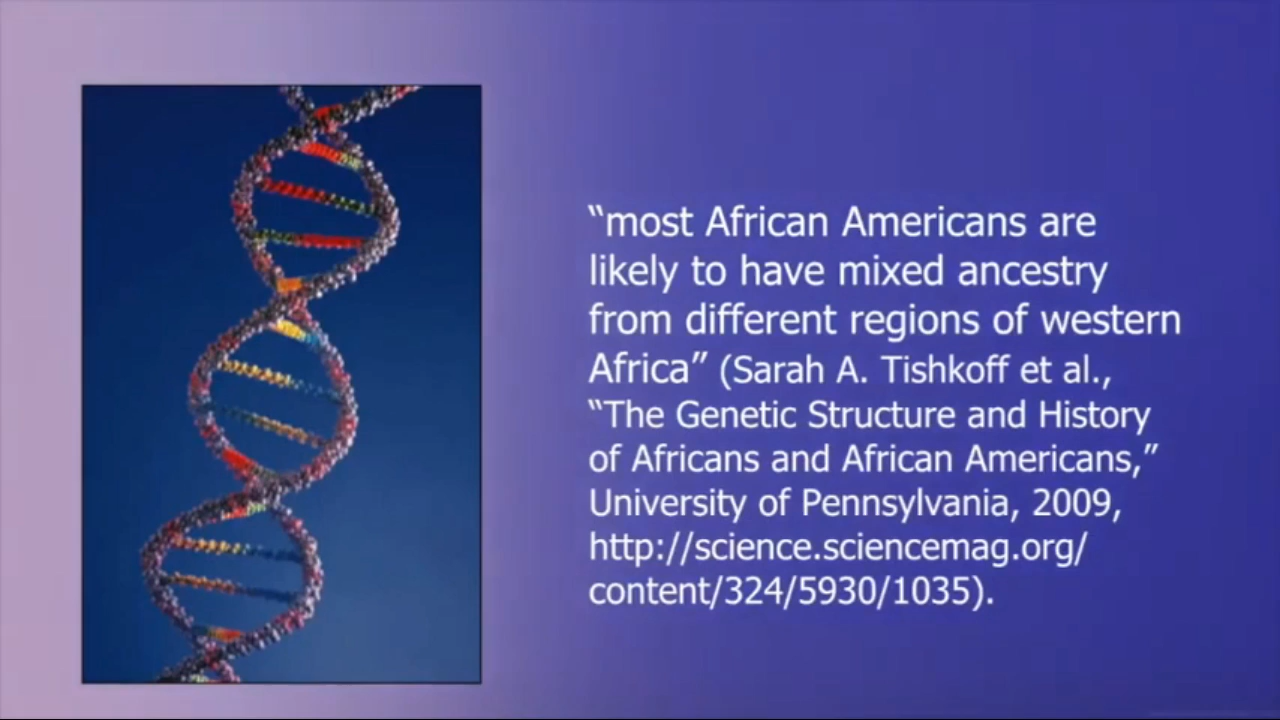 “most African Americans are
likely to have mixed ancestry
from different regions of western
Africa” (Sarah A. Tishkoff et al.,
“The Genetic Structure and History
of Africans and African Americans,”
University of Pennsylvania, 2009,
http://science.sciencemag.org/
content/324/5930/1035).